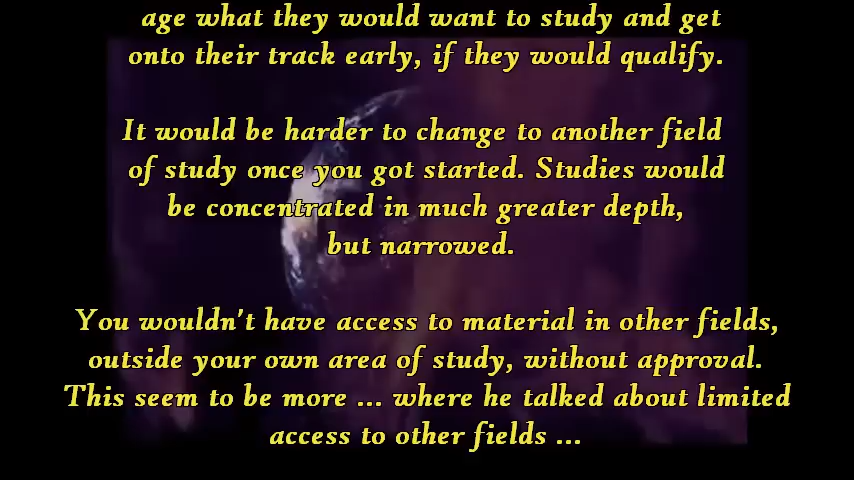 age what they would want to study and get
onto their track early, if they would qualify.
It would be harder to change to another field
of study once you got started. Studies would
be concentrated in much greater depth,
but narrowed.
You wouldn't have access to material in other fields,
outside your own area of study, without approval.
This seem to be more ... where he talked about limited
access to other fields ...